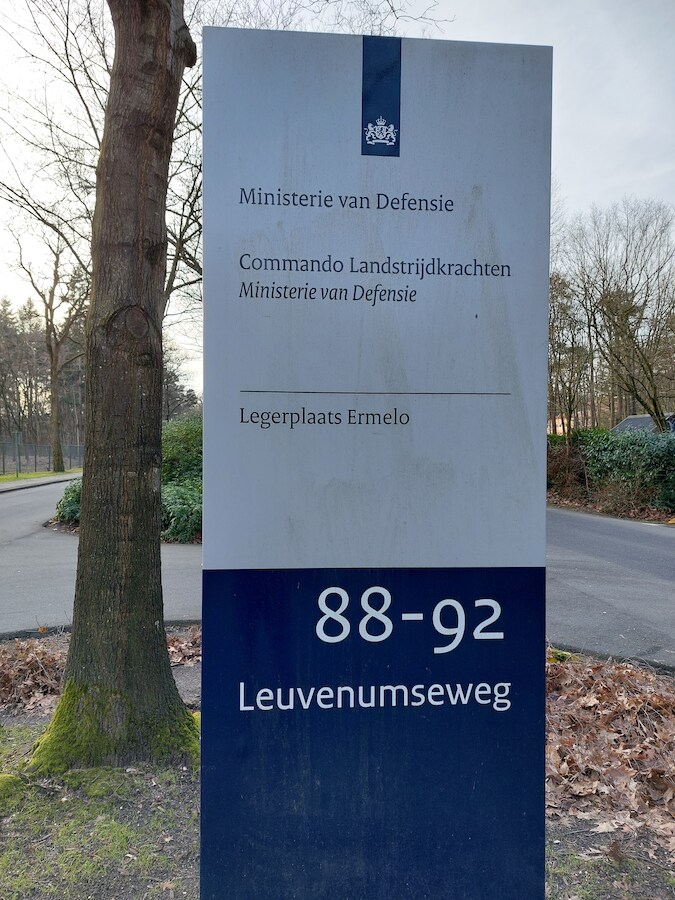 Ministerie van Defensie
Commando Landstrijdkrachten
Ministerie van Defensie
Legerplaats Ermelo
88-92
Leuvenumseweg